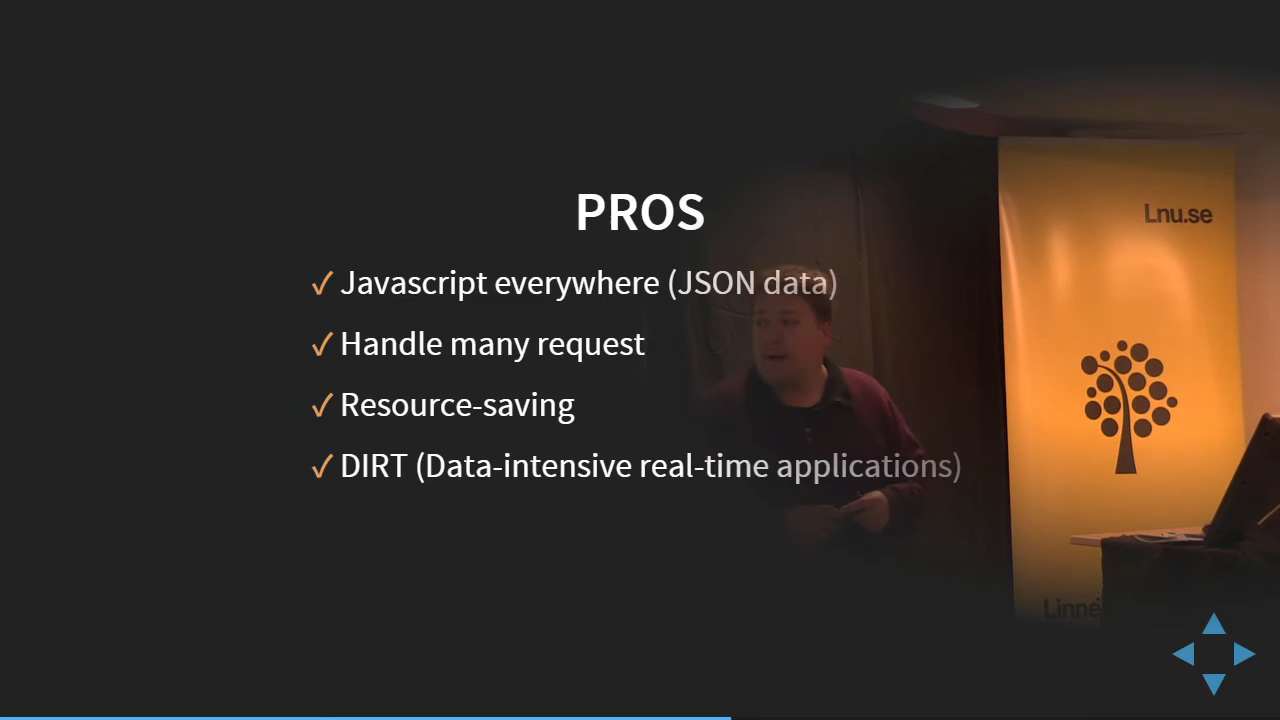 Lnu.se
PROS
✓ Javascript everywhere (JSON data)
✓ Handle many request
✓ Resource-saving
✓ DIRT (Data-intensive real-time applications)
Linné